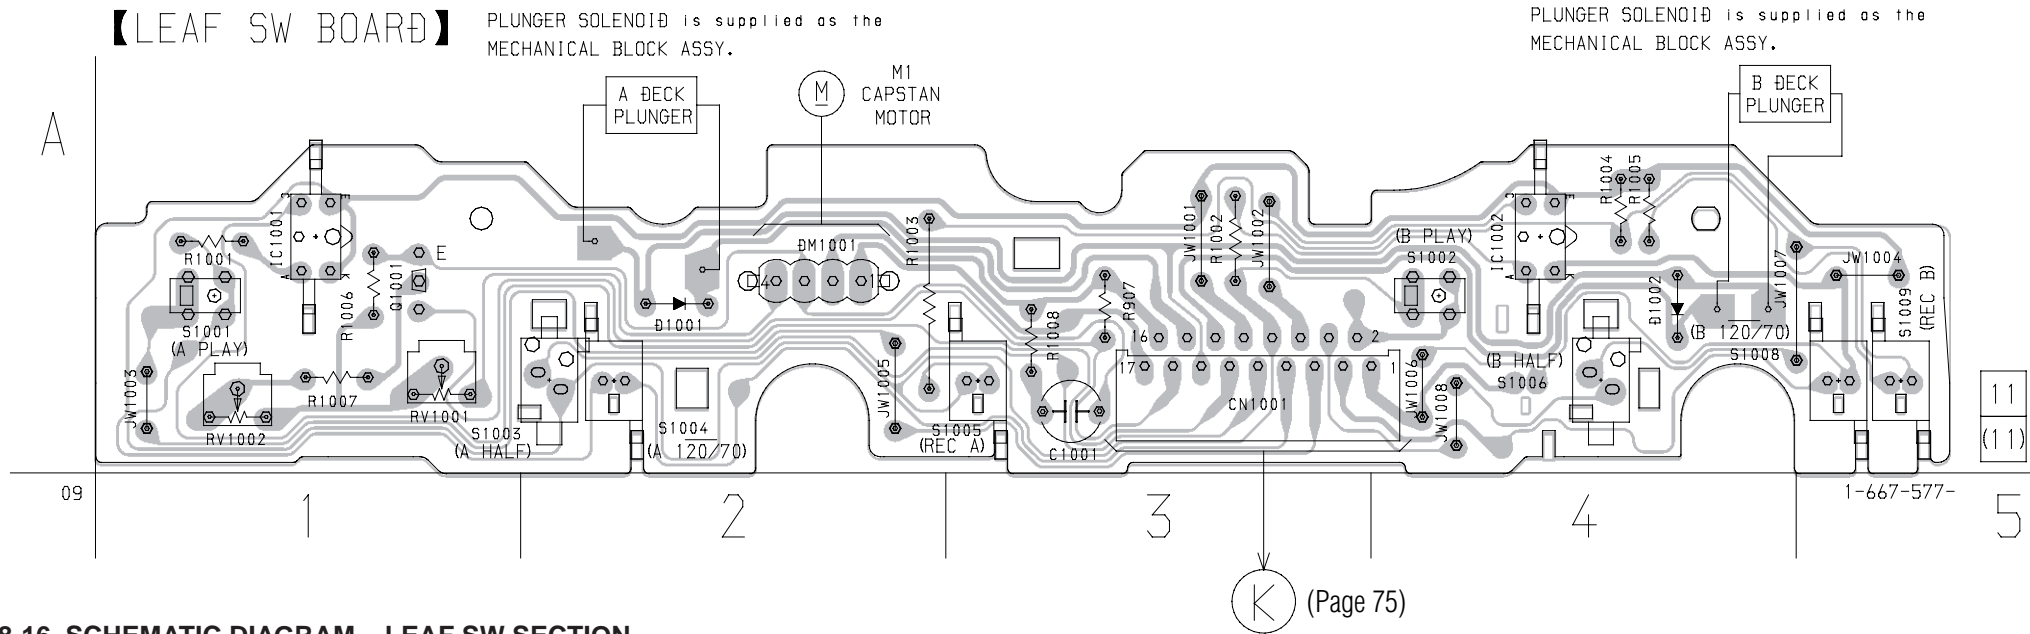 【LEAF SW BOARD】
PLUNGER SOLENOID is supplied as the
MECHANICAL BLOCK ASSY.
PLUNGER SOLENOID is supplied as the
MECHANICAL BLOCK ASSY.
A DECK
PLUNGER
M
M1
CAPSTAN
MOTOR
B DECK
PLUNGER
A
IC1001
R1001
S1001
(A PLAY)
R1006
Q1001
E
JW1003
RV1002
R1007
RV1001
S1003
(A HALF)
D1001
DM1001
4
1
R1003
S1004
(A 120/70)
JW1005
S1005
(REC A)
R1008
C1001
R907
JW1001
R1002
JW1002
16
2
17
1
CN1001
(B PLAY)
S1002
IC1002
R1004
R1005
JW1006
JW1008
(B HALF)
S1006
D1002
(B 120/70)
S1008
JW1007
JW1004
S1009
(REC B)
11
(11)
09
1
2
3
4
5
1-667-577-
K
(Page 75)
8-16. SCHEMATIC DIAGRAM – LEAF SW SECTION